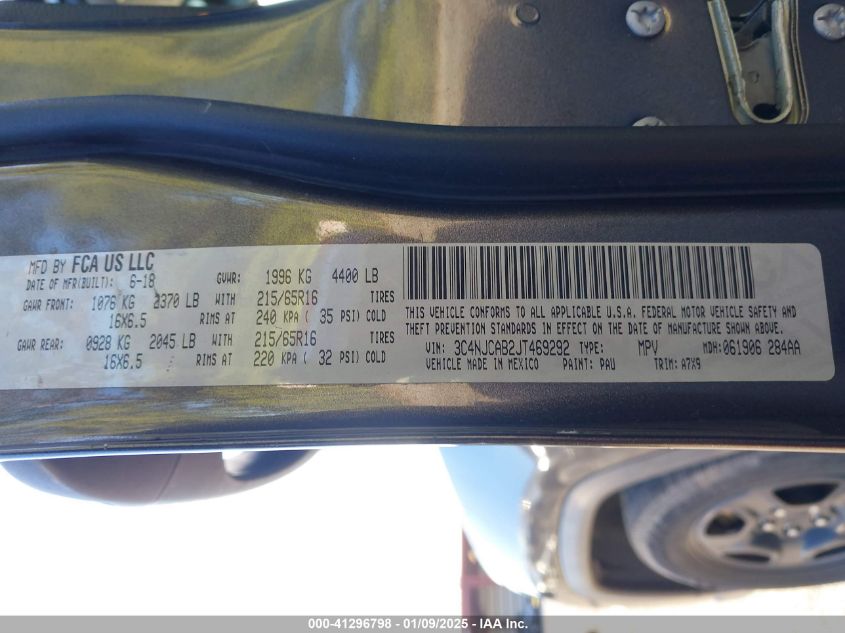 MFD BY FCA US LLC
DATE OF MFR(BUILT): 6-18 GVWR: 1996 KG 4400 LB
GAWR FRONT: 1076 KG 2370 LB WITH 215/65R16 TIRES
16X6.5 RIMS AT 240 KPA ( 35 PSI) COLD
GAWR REAR: 0928 KG 2045 LB WITH 215/65R16 TIRES
16X6.5 RIMS AT 220 KPA ( 32 PSI) COLD
THIS VEHICLE CONFORMS TO ALL APPLICABLE U.S.A. FEDERAL MOTOR VEHICLE SAFETY AND
THEFT PREVENTION STANDARDS IN EFFECT ON THE DATE OF MANUFACTURE SHOWN ABOVE.
VIN: 3C4NJCAB2JT469292 TYPE: MPV MDH: 061906 284AA
VEHICLE MADE IN MEXICO PAINT: PAU TRIM: A7X9
000-41296798 - 01/09/2025 - IAA Inc.